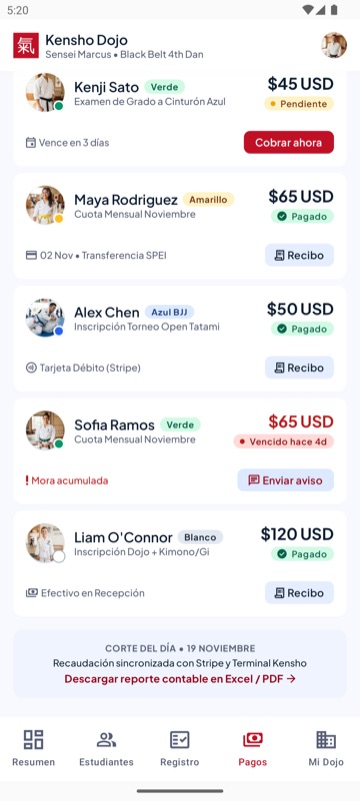 5:20
氣
Kensho Dojo
Sensei Marcus • Black Belt 4th Dan
Kenji Sato Verde
Examen de Grado a Cinturón Azul
$45 USD
Pendiente
Vence en 3 días
Cobrar ahora
Maya Rodriguez Amarillo
Cuota Mensual Noviembre
$65 USD
Pagado
02 Nov • Transferencia SPEI
Recibo
Alex Chen Azul BJJ
Inscripción Torneo Open Tatami
$50 USD
Pagado
Tarjeta Débito (Stripe)
Recibo
Sofia Ramos Verde
Cuota Mensual Noviembre
$65 USD
Vencido hace 4d
Mora acumulada
Enviar aviso
Liam O'Connor Blanco
Inscripción Dojo + Kimono/Gi
$120 USD
Pagado
Efectivo en Recepción
Recibo
CORTE DEL DÍA • 19 NOVIEMBRE
Recaudación sincronizada con Stripe y Terminal Kensho
Descargar reporte contable en Excel / PDF →
Resumen
Estudiantes
Registro
Pagos
Mi Dojo